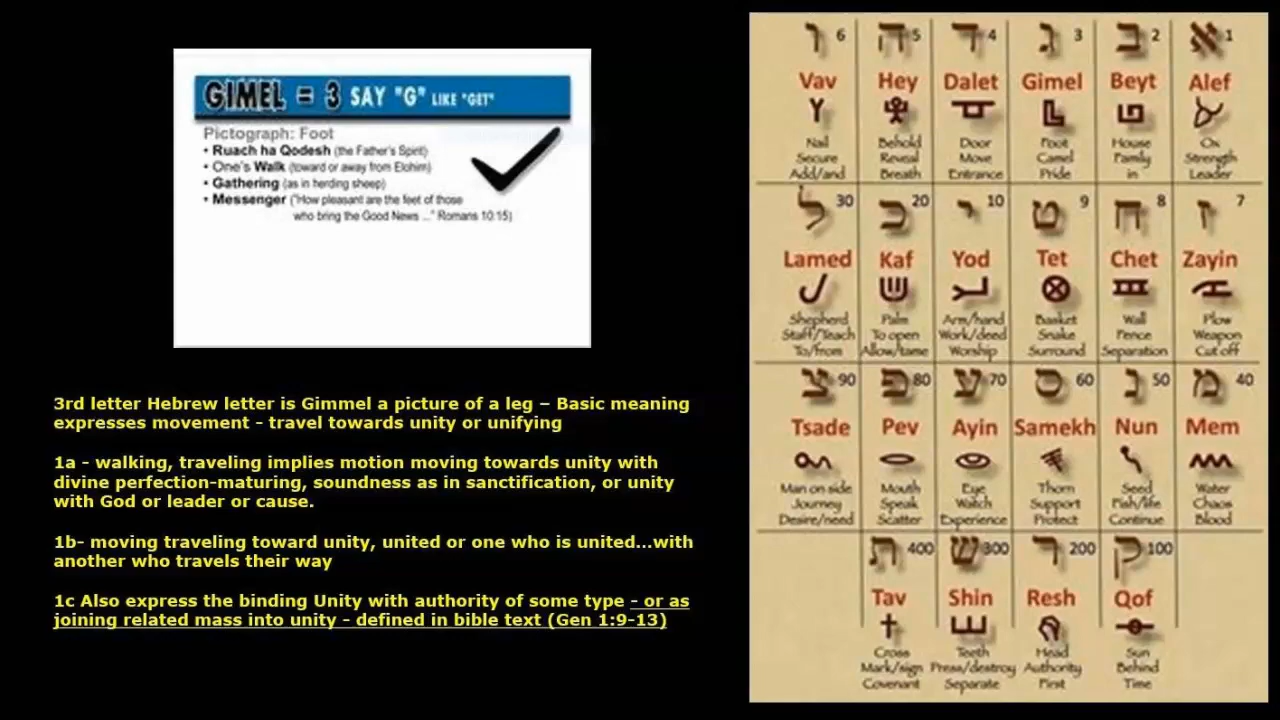 GIMEL = 3 SAY "G" LIKE "GET"
Pictograph: Foot
• Ruach ha Qodesh (the Father's Spirit)
• One's Walk (toward or away from Elohim)
• Gathering (as in herding sheep)
• Messenger ("How pleasant are the feet of those
who bring the Good News ..." Romans 10:15)
3rd letter Hebrew letter is Gimmel a picture of a leg – Basic meaning
expresses movement - travel towards unity or unifying
1a - walking, traveling implies motion moving towards unity with
divine perfection-maturing, soundness as in sanctification, or unity
with God or leader or cause.
1b- moving traveling toward unity, united or one who is united...with
another who travels their way
1c Also express the binding Unity with authority of some type - or as
joining related mass into unity - defined in bible text (Gen 1:9-13)
ו 6 ה 5 ד 4 ג 3 ב 2 א 1
Vav Hey Dalet Gimel Beyt Alef
Nail Behold Door Foot House Ox
Secure Reveal Move Camel Family Strength
Add/and Breath Entrance Pride in Leader
ל 30 כ 20 י 10 ט 9 ח 8 ז 7
Lamed Kaf Yod Tet Chet Zayin
Shepherd Palm Arm/hand Basket Wall Plow
Staff/Teach To open Work/deed Snake Fence Weapon
To/from Allow/tame Worship Surround Separation Cut off
צ 90 פ 80 ע 70 ס 60 נ 50 מ 40
Tsade Pey Ayin Samekh Nun Mem
Man on side Mouth Eye Thorn Seed Water
Journey Speak Watch Support Fish/life Chaos
Desire/need Scatter Experience Protect Continue Blood
ת 400 ש 300 ר 200 ק 100
Tav Shin Resh Qof
Cross Teeth Head Sun
Mark/sign Press/destroy Authority Behind
Covenant Separate First Time